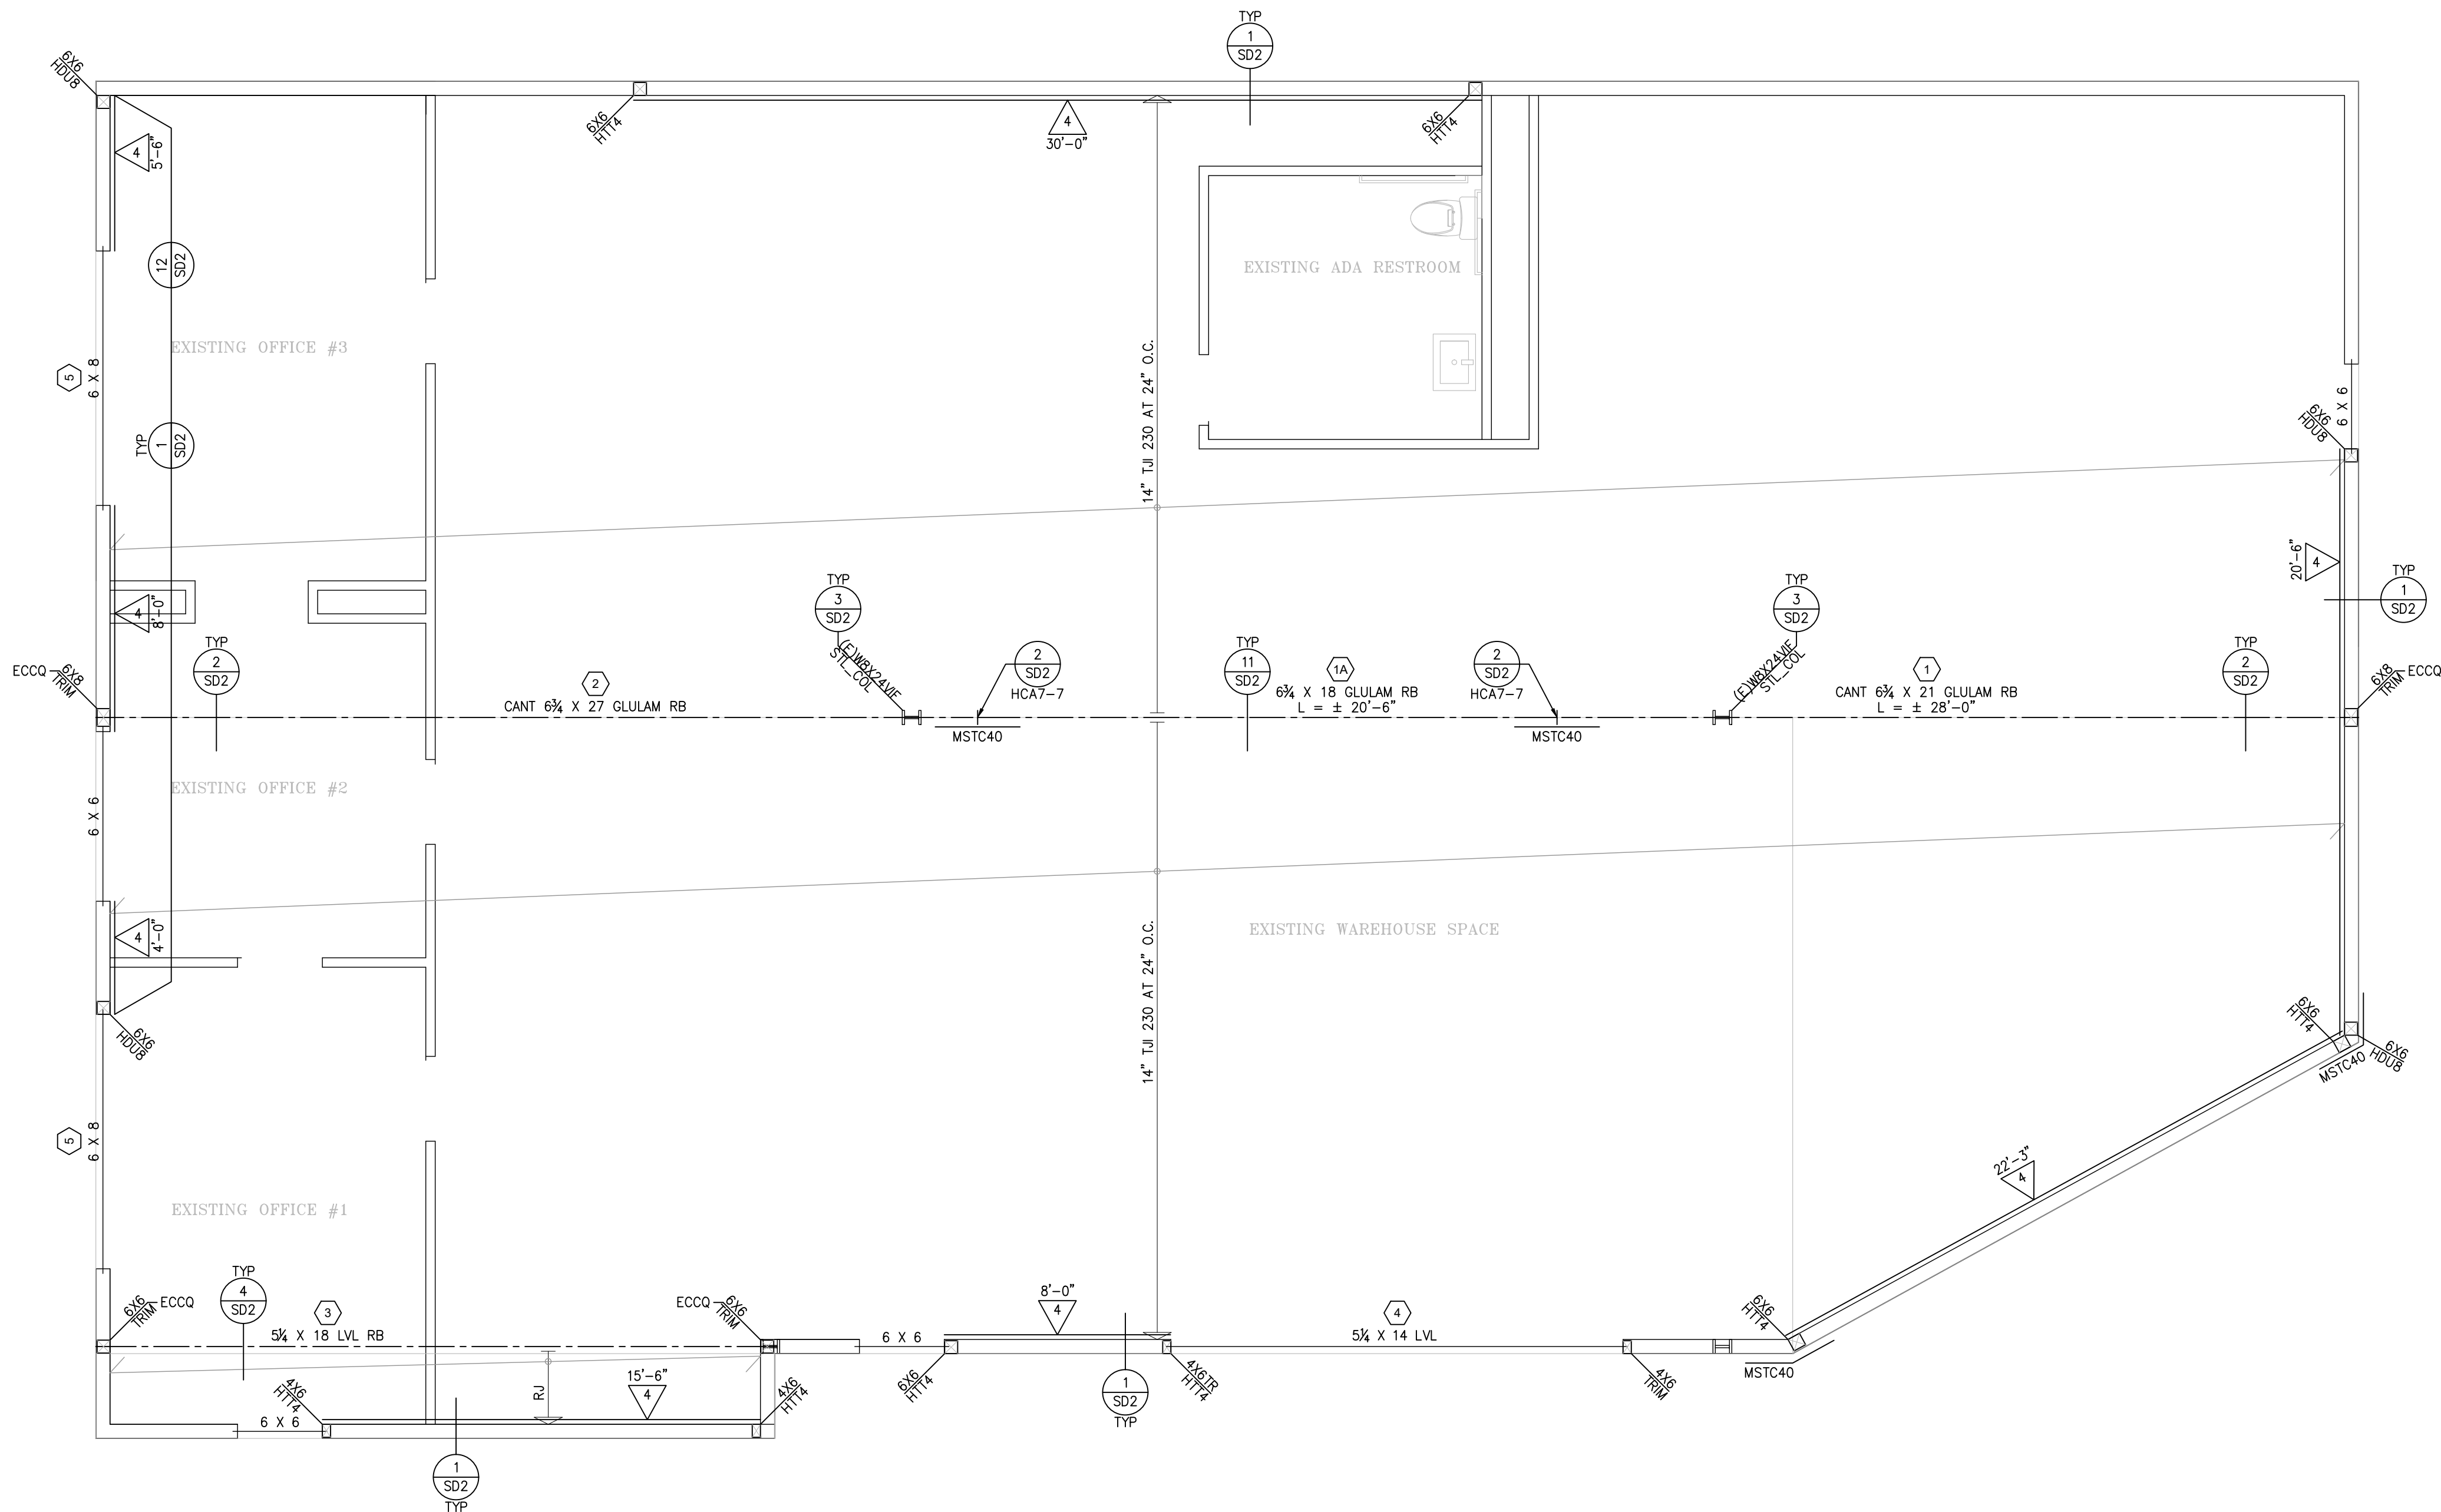 TYP
1
SD2
6X6
HDU8
6X6
HTT4
6X6
HTT4
4
5'-6"
4
30'-0"
12
SD2
EXISTING ADA RESTROOM
EXISTING OFFICE #3
5
6 X 8
14" TJI 230 AT 24" O.C.
6 X 6
6X6
HDU8
TYP
1
SD2
4
8'-0"
4
20'-6"
TYP
1
SD2
TYP
3
SD2
TYP
3
SD2
(E)W8X24VIF
STL_COL
(E)W8X24VIF
STL_COL
ECCQ
6X8
TRIM
TYP
2
SD2
2
CANT 6¾ X 27 GLULAM RB
2
SD2
HCA7-7
MSTC40
TYP
11
SD2
1A
6¾ X 18 GLULAM RB
L = ± 20'-6"
2
SD2
HCA7-7
MSTC40
1
CANT 6¾ X 21 GLULAM RB
L = ± 28'-0"
TYP
2
SD2
6X8
TRIM
ECCQ
EXISTING OFFICE #2
6 X 6
4
4'-0"
EXISTING WAREHOUSE SPACE
14" TJI 230 AT 24" O.C.
6X6
HDU8
6X6
HTT4
6X6
HDU8
MSTC40
5
6 X 8
22'-3"
4
EXISTING OFFICE #1
TYP
4
SD2
6X6
TRIM
ECCQ
3
5¼ X 18 LVL RB
ECCQ
6X6
TRIM
6 X 6
8'-0"
4
4
5¼ X 14 LVL
6X6
HTT4
MSTC40
6X6
HTT4
1
SD2
TYP
4X6TR
HTT4
4X6
TRIM
4X6
HTT4
6 X 6
15'-6"
4
RJ
4X6
HTT4
1
SD2
TYP